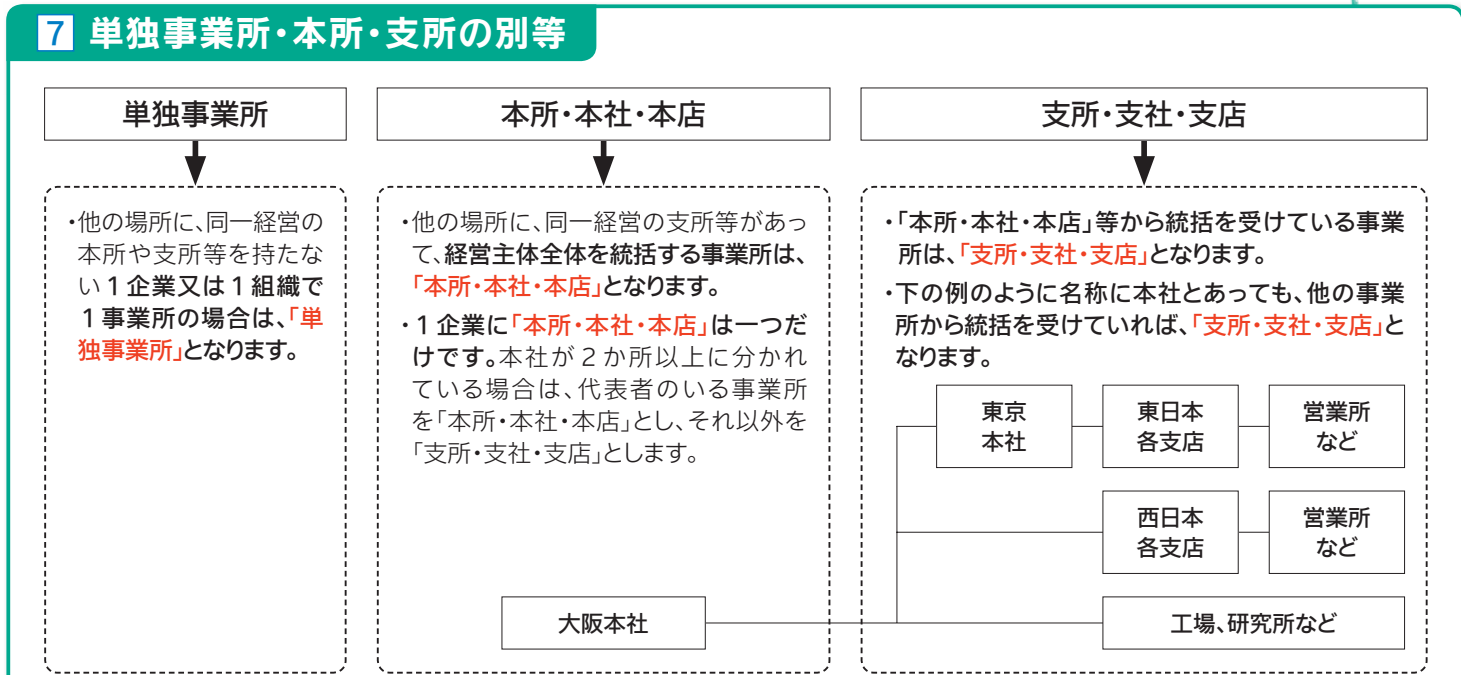 7 単独事業所・本所・支所の別等
単独事業所
・他の場所に、同一経営の
本所や支所等を持たな
い１企業又は１組織で
１事業所の場合は、「単
独事業所」となります。
本所・本社・本店
・他の場所に、同一経営の支所等があっ
て、経営主体全体を統括する事業所は、
「本所・本社・本店」となります。
・１企業に「本所・本社・本店」は一つだ
けです。本社が２か所以上に分かれ
ている場合は、代表者のいる事業所
を「本所・本社・本店」とし、それ以外を
「支所・支社・支店」とします。
支所・支社・支店
・「本所・本社・本店」等から統括を受けている事業
所は、「支所・支社・支店」となります。
・下の例のように名称に本社とあっても、他の事業
所から統括を受けていれば、「支所・支社・支店」と
なります。
東京
本社
東日本
各支店
営業所
など
西日本
各支店
営業所
など
大阪本社
工場、研究所など